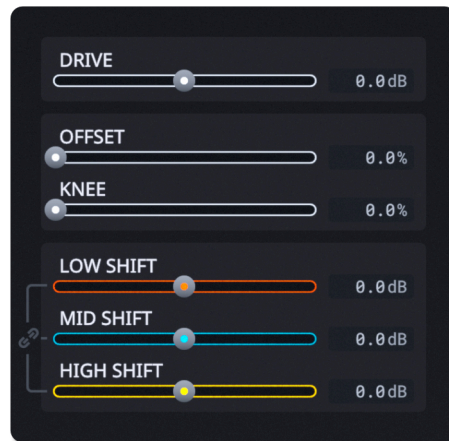 DRIVE
0.0dB
OFFSET
0.0%
KNEE
0.0%
LOW SHIFT
0.0dB
MID SHIFT
0.0dB
HIGH SHIFT
0.0dB